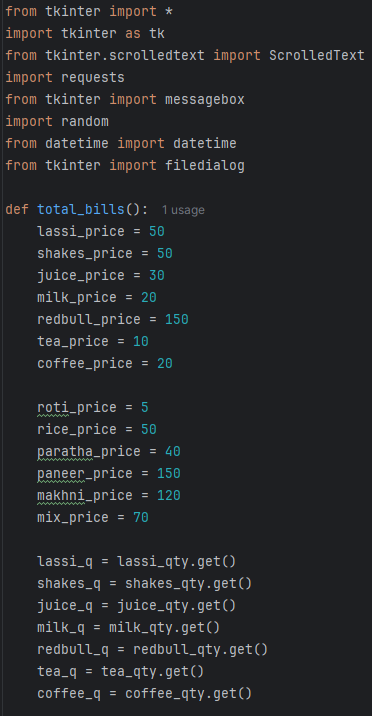 from tkinter import *
import tkinter as tk
from tkinter.scrolledtext import ScrolledText
import requests
from tkinter import messagebox
import random
from datetime import datetime
from tkinter import filedialog
def total_bills(): 1 usage
lassi_price = 50
shakes_price = 50
juice_price = 30
milk_price = 20
redbull_price = 150
tea_price = 10
coffee_price = 20
roti_price = 5
rice_price = 50
paratha_price = 40
paneer_price = 150
makhni_price = 120
mix_price = 70
lassi_q = lassi_qty.get()
shakes_q = shakes_qty.get()
juice_q = juice_qty.get()
milk_q = milk_qty.get()
redbull_q = redbull_qty.get()
tea_q = tea_qty.get()
coffee_q = coffee_qty.get()